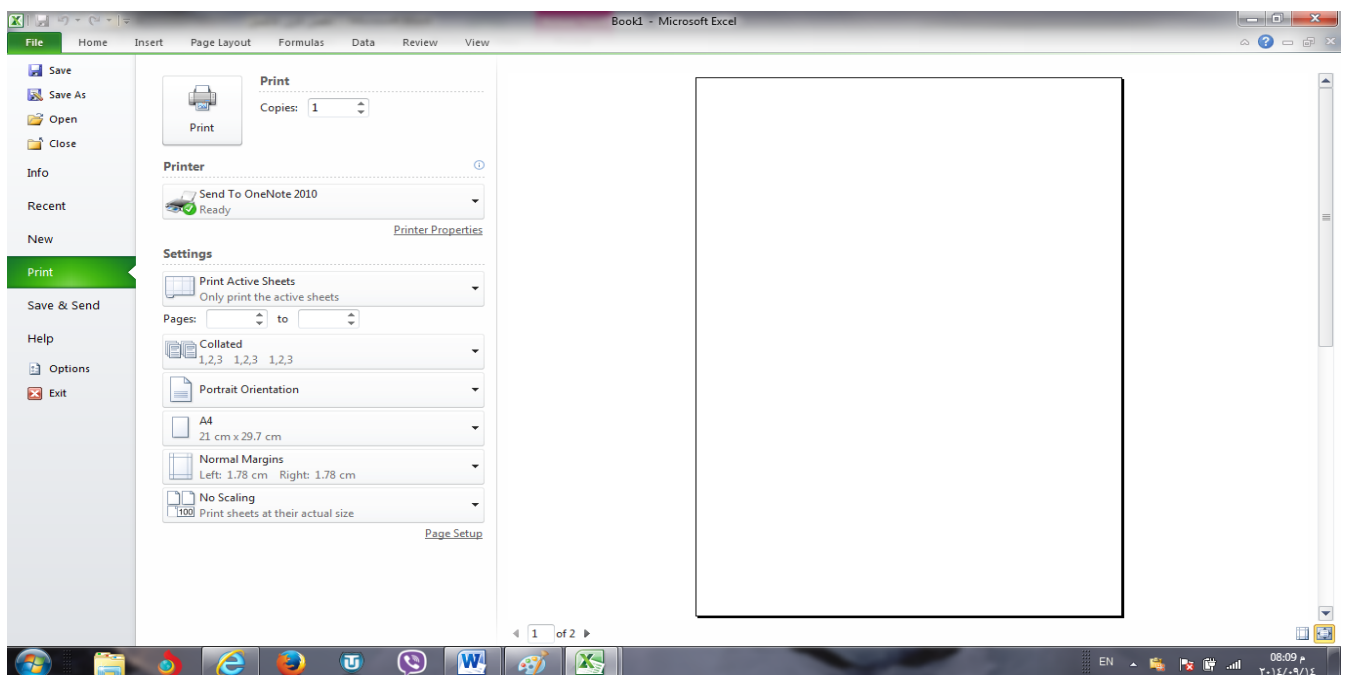 Book1 - Microsoft Excel
File Home Insert Page Layout Formulas Data Review View
Save
Save As
Open
Close
Info
Recent
New
Print
Save & Send
Help
Options
Exit
Print
Print
Copies: 1
Printer
Send To OneNote 2010
Ready
Printer Properties
Settings
Print Active Sheets
Only print the active sheets
Pages: to
Collated
1,2,3 1,2,3 1,2,3
Portrait Orientation
A4
21 cm x 29.7 cm
Normal Margins
Left: 1.78 cm Right: 1.78 cm
No Scaling
100 Print sheets at their actual size
Page Setup
1 of 2
EN
08:09 م
٢٠١٤/٠٩/١٤